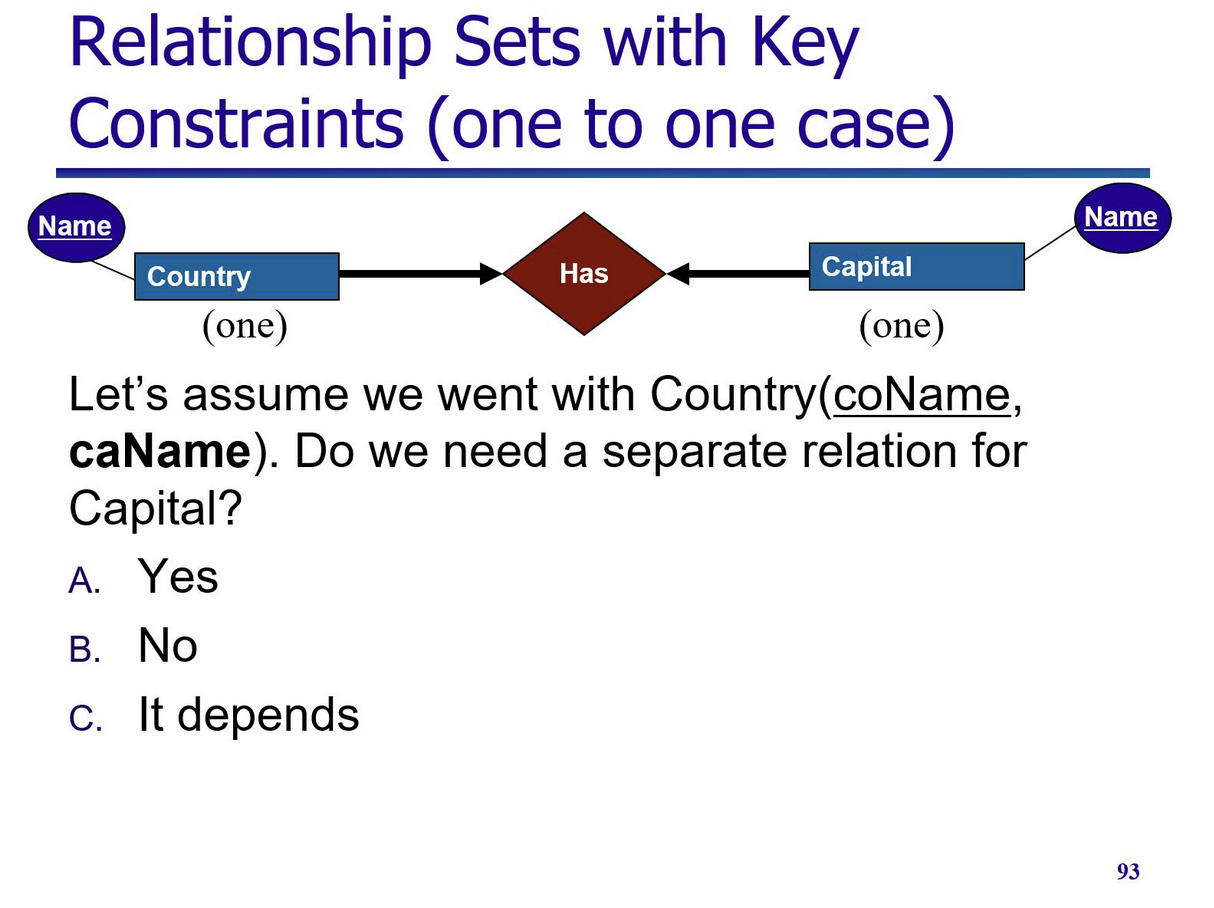 Relationship Sets with Key
Constraints (one to one case)
Name
Name
Country
Has
Capital
(one)
(one)
Let’s assume we went with Country(coName,
caName). Do we need a separate relation for
Capital?
A. Yes
B. No
C. It depends
93